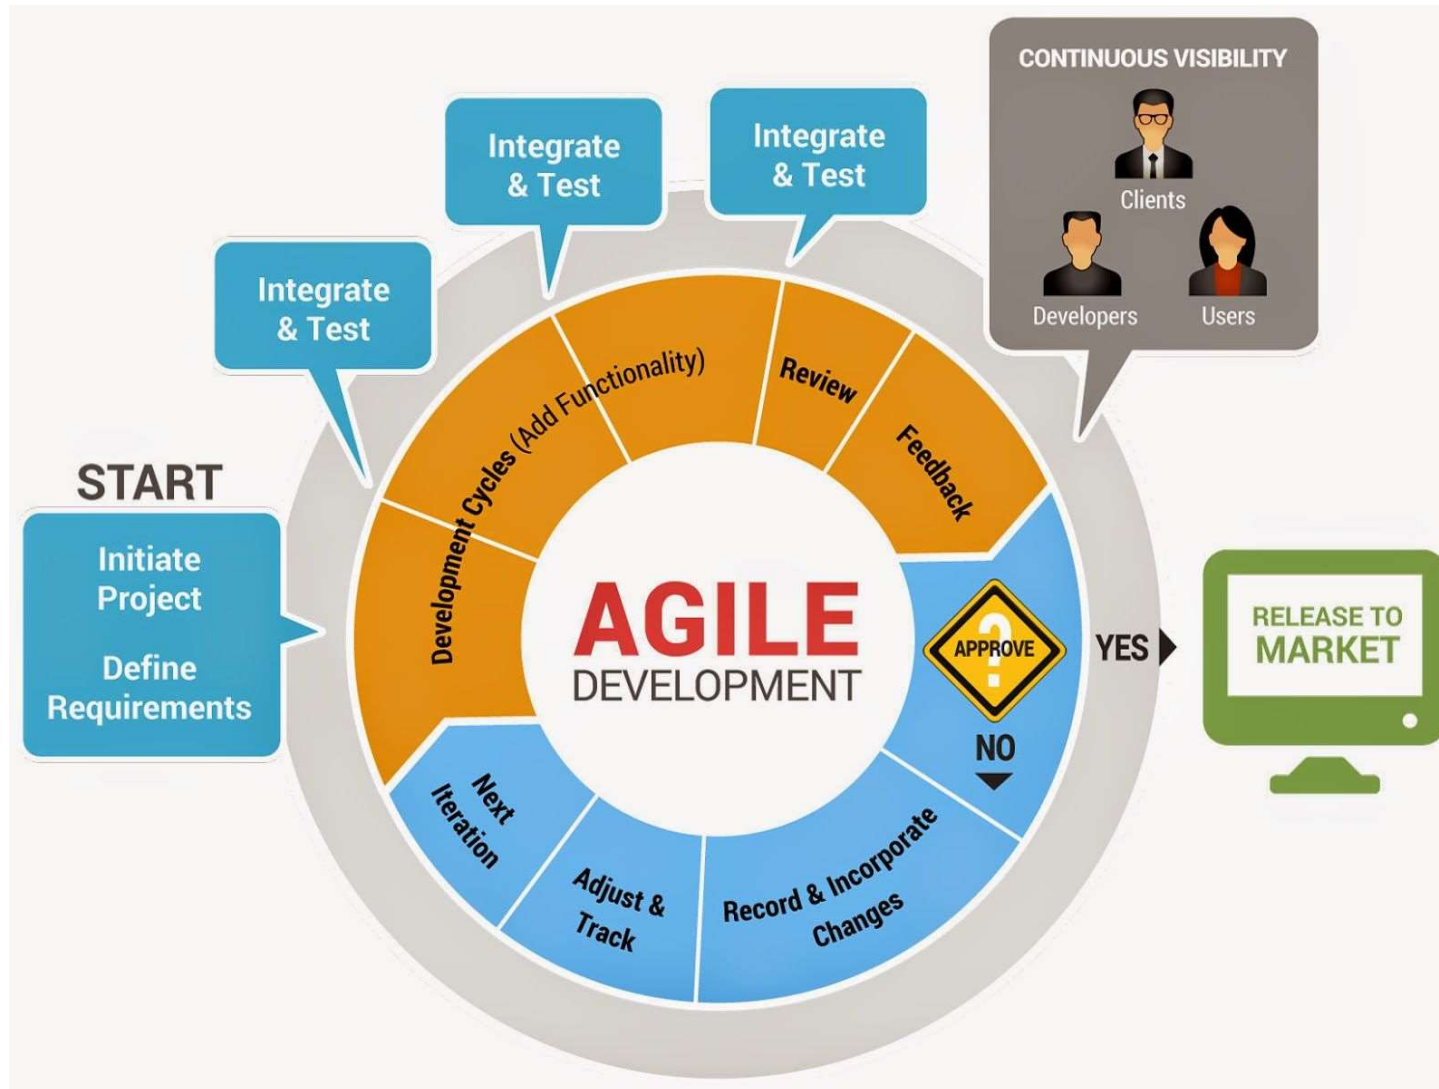 START
Initiate
Project
Define
Requirements
Integrate
& Test
Integrate
& Test
Integrate
& Test
CONTINUOUS VISIBILITY
Clients
Developers
Users
Development Cycles (Add Functionality)
Review
Feedback
AGILE
DEVELOPMENT
?
APPROVE
YES
RELEASE TO
MARKET
NO
Record & Incorporate
Changes
Adjust &
Track
Next
Iteration